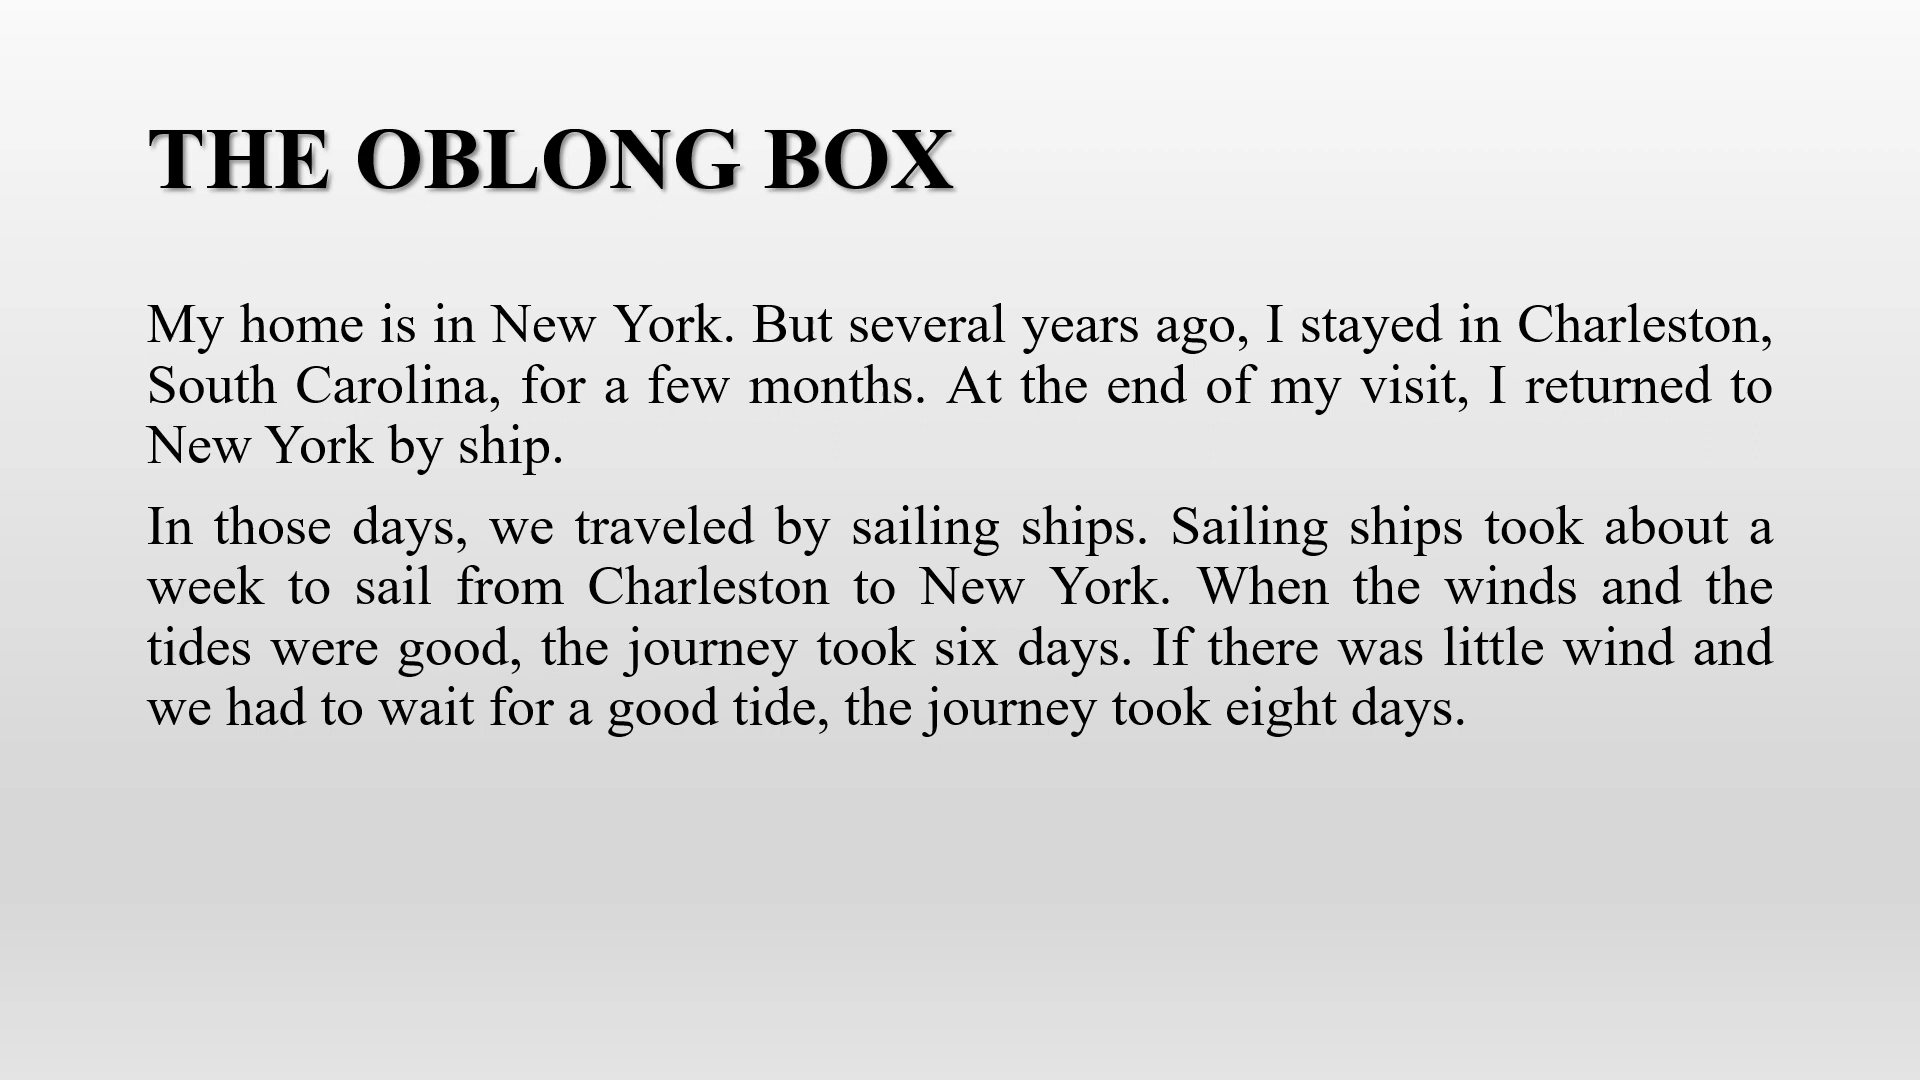 THE OBLONG BOX
My home is in New York. But several years ago, I stayed in Charleston,
South Carolina, for a few months. At the end of my visit, I returned to
New York by ship.
In those days, we traveled by sailing ships. Sailing ships took about a
week to sail from Charleston to New York. When the winds and the
tides were good, the journey took six days. If there was little wind and
we had to wait for a good tide, the journey took eight days.